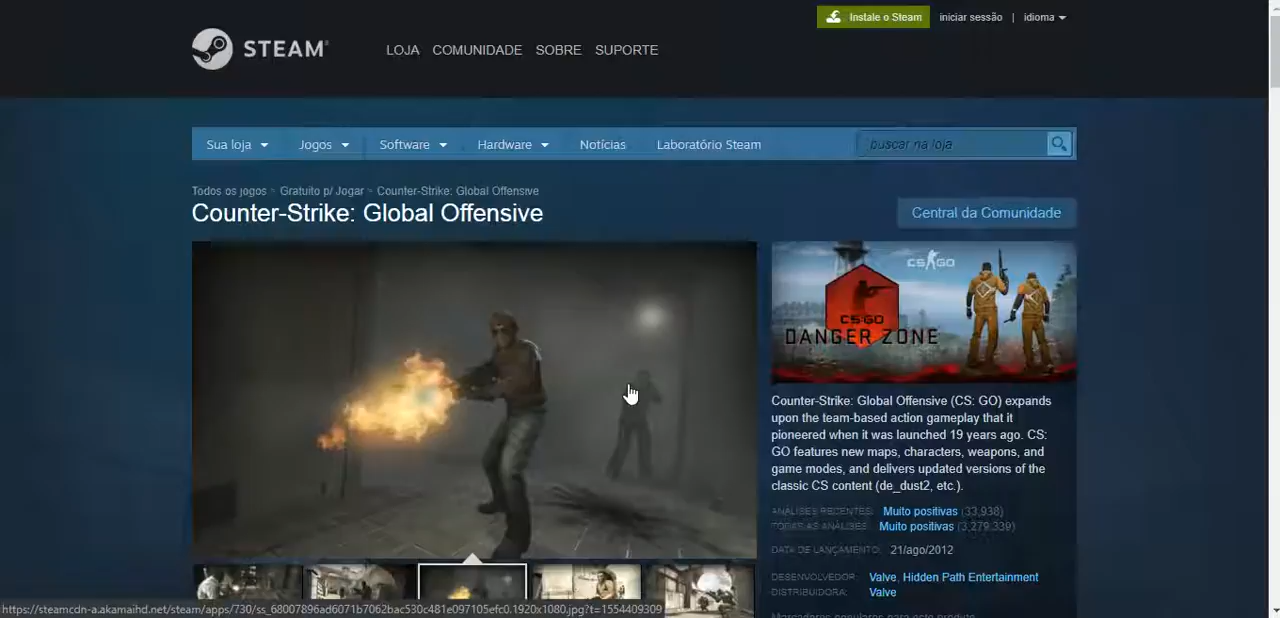 Instale o Steam
iniciar sessão | idioma
STEAM®
LOJA COMUNIDADE SOBRE SUPORTE
Sua loja Jogos Software Hardware Notícias Laboratório Steam
buscar na loja
Todos os jogos > Gratuito p/ Jogar > Counter-Strike: Global Offensive
Counter-Strike: Global Offensive
Central da Comunidade
CS GO
CS:GO
DANGER ZONE
Counter-Strike: Global Offensive (CS: GO) expands
upon the team-based action gameplay that it
pioneered when it was launched 19 years ago. CS:
GO features new maps, characters, weapons, and
game modes, and delivers updated versions of the
classic CS content (de_dust2, etc.).
ANÁLISES RECENTES: Muito positivas (33,938)
TODAS AS ANÁLISES: Muito positivas (3,279,339)
DATA DE LANÇAMENTO: 21/ago/2012
DESENVOLVEDOR: Valve, Hidden Path Entertainment
DISTRIBUIDORA: Valve
Marcadores populares para este produto
https://steamcdn-a.akamaihd.net/steam/apps/730/ss_68007896ad6071b7062bac530c481e097105efc0.1920x1080.jpg?t=1554409309